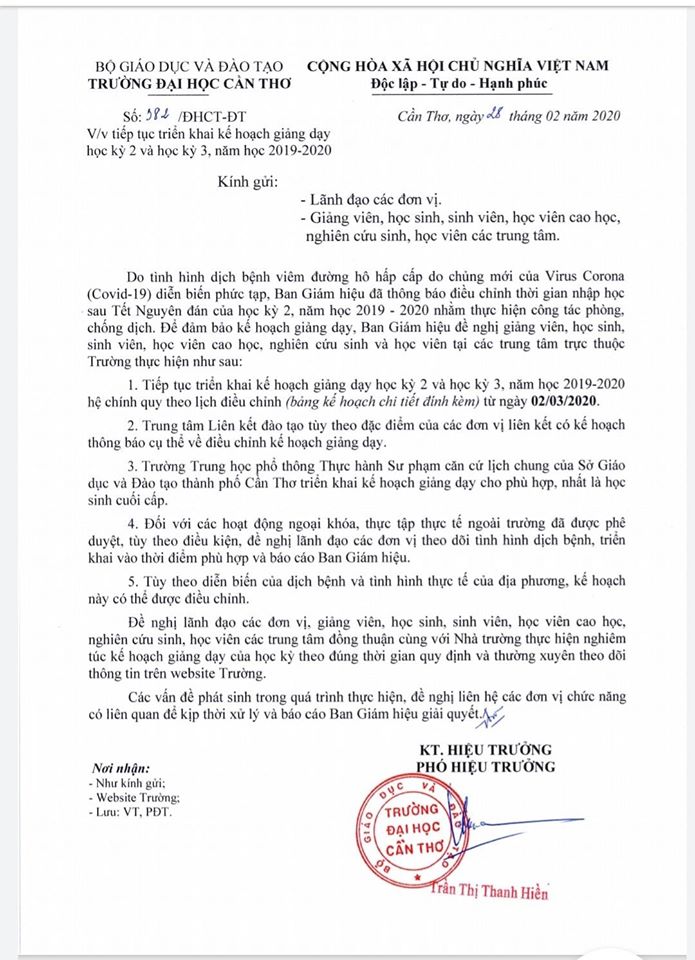 BỘ GIÁO DỤC VÀ ĐÀO TẠO
TRƯỜNG ĐẠI HỌC CẦN THƠ
CỘNG HÒA XÃ HỘI CHỦ NGHĨA VIỆT NAM
Độc lập - Tự do - Hạnh phúc
Số: 382 /ĐHCT-ĐT
V/v tiếp tục triển khai kế hoạch giảng dạy
học kỳ 2 và học kỳ 3, năm học 2019-2020
Cần Thơ, ngày 28 tháng 02 năm 2020
Kính gửi:
- Lãnh đạo các đơn vị.
- Giảng viên, học sinh, sinh viên, học viên cao học,
nghiên cứu sinh, học viên các trung tâm.
Do tình hình dịch bệnh viêm đường hô hấp cấp do chủng mới của Virus Corona
(Covid-19) diễn biến phức tạp, Ban Giám hiệu đã thông báo điều chỉnh thời gian nhập học
sau Tết Nguyên đán của học kỳ 2, năm học 2019 - 2020 nhằm thực hiện công tác phòng,
chống dịch. Để đảm bảo kế hoạch giảng dạy, Ban Giám hiệu đề nghị giảng viên, học sinh,
sinh viên, học viên cao học, nghiên cứu sinh và học viên tại các trung tâm trực thuộc
Trường thực hiện như sau:
1. Tiếp tục triển khai kế hoạch giảng dạy học kỳ 2 và học kỳ 3, năm học 2019-2020
hệ chính quy theo lịch điều chỉnh (bảng kế hoạch chi tiết đính kèm) từ ngày 02/03/2020.
2. Trung tâm Liên kết đào tạo tùy theo đặc điểm của các đơn vị liên kết có kế hoạch
thông báo cụ thể về điều chỉnh kế hoạch giảng dạy.
3. Trường Trung học phổ thông Thực hành Sư phạm căn cứ lịch chung của Sở Giáo
dục và Đào tạo thành phố Cần Thơ triển khai kế hoạch giảng dạy cho phù hợp, nhất là học
sinh cuối cấp.
4. Đối với các hoạt động ngoại khóa, thực tập thực tế ngoài trường đã được phê
duyệt, tùy theo điều kiện, đề nghị lãnh đạo các đơn vị theo dõi tình hình dịch bệnh, triển
khai vào thời điểm phù hợp và báo cáo Ban Giám hiệu.
5. Tùy theo diễn biến của dịch bệnh và tình hình thực tế của địa phương, kế hoạch
này có thể được điều chỉnh.
Đề nghị lãnh đạo các đơn vị, giảng viên, học sinh, sinh viên, học viên cao học,
nghiên cứu sinh, học viên các trung tâm đồng thuận cùng với Nhà trường thực hiện nghiêm
túc kế hoạch giảng dạy của học kỳ theo đúng thời gian quy định và thường xuyên theo dõi
thông tin trên website Trường.
Các vấn đề phát sinh trong quá trình thực hiện, đề nghị liên hệ các đơn vị chức năng
có liên quan để kịp thời xử lý và báo cáo Ban Giám hiệu giải quyết.
KT. HIỆU TRƯỞNG
PHÓ HIỆU TRƯỞNG
Nơi nhận:
- Như kính gửi;
- Website Trường;
- Lưu: VT, PĐT.
BỘ GIÁO DỤC VÀ ĐÀO TẠO
TRƯỜNG
ĐẠI HỌC
CẦN THƠ
Trần Thị Thanh Hiền